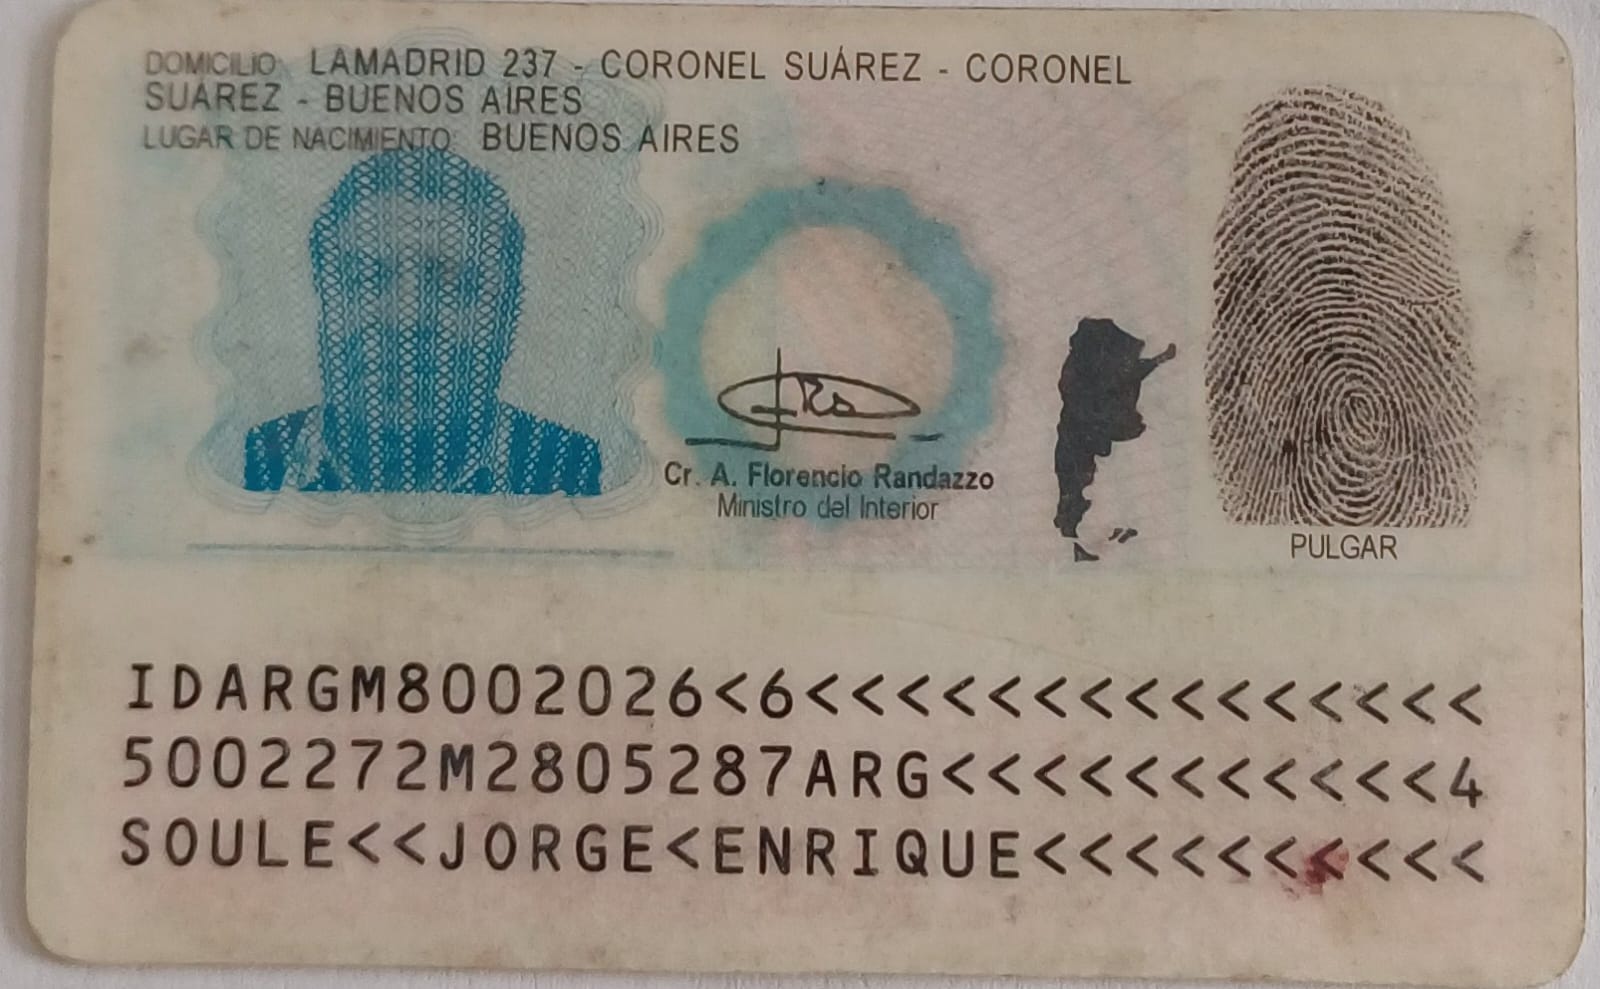 DOMICILIO: LAMADRID 237 - CORONEL SUÁREZ - CORONEL
SUÁREZ - BUENOS AIRES
LUGAR DE NACIMIENTO: BUENOS AIRES
Cr. A. Florencio Randazzo
Ministro del Interior
PULGAR
IDARGM8002026<6<<<<<<<<<<<<<<<
5002272M2805287ARG<<<<<<<<<<<4
SOULE<<JORGE<ENRIQUE<<<<<<<<<<